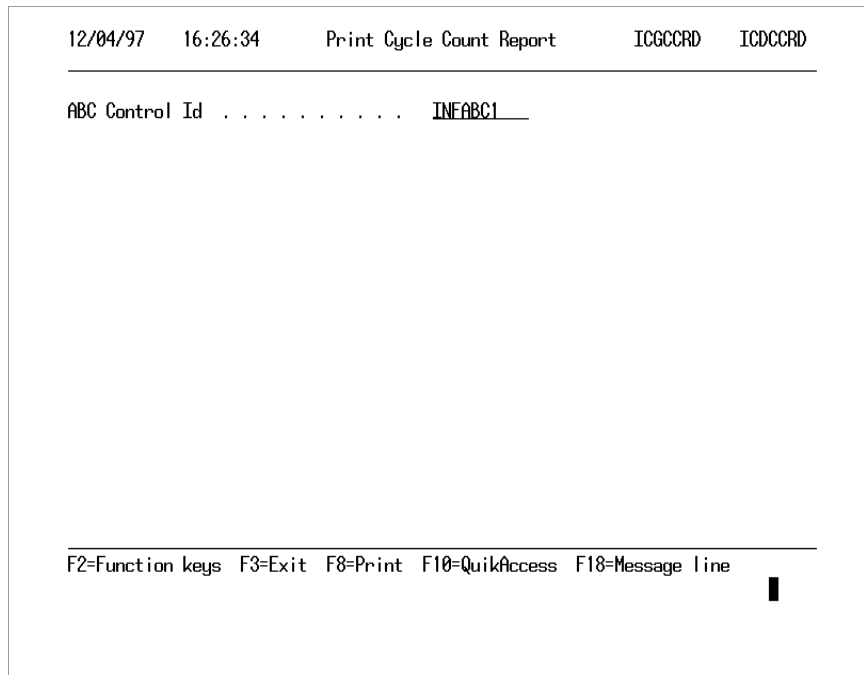 12/04/97 16:26:34 Print Cycle Count Report ICGCCRD ICDCCRD
ABC Control Id . . . . . . . . . . INFABC1
F2=Function keys F3=Exit F8=Print F10=QuikAccess F18=Message line